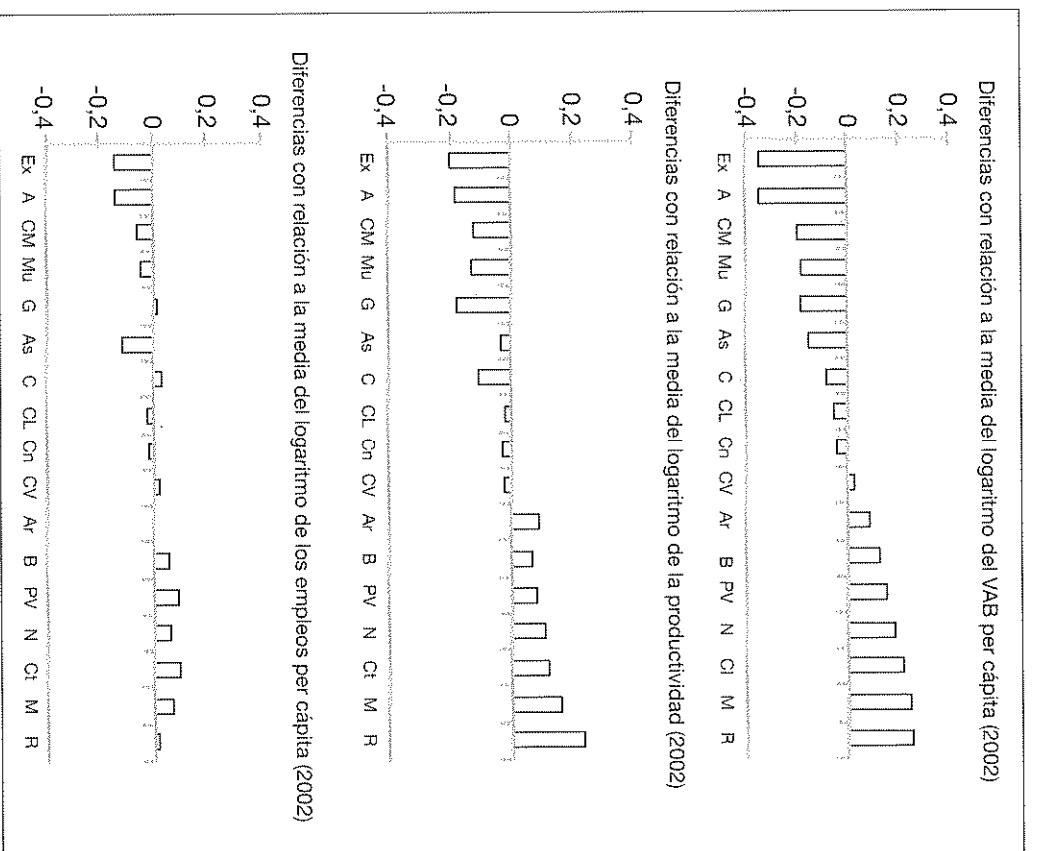 Diferencias con relación a la media del logaritmo del VAB per cápita (2002)
0,4
0,2
0
-0,2
-0,4
Ex A CM Mu G As C CL Cn CV Ar B PV N Cl M R
Diferencias con relación a la media del logaritmo de la productividad (2002)
0,4
0,2
0
-0,2
-0,4
Ex A CM Mu G As C CL Cn CV Ar B PV N Ct M R
Diferencias con relación a la media del logaritmo de los empleos per cápita (2002)
0,4
0,2
0
-0,2
-0,4
Ex A CM Mu G As C CL Cn CV Ar B PV N Ct M R